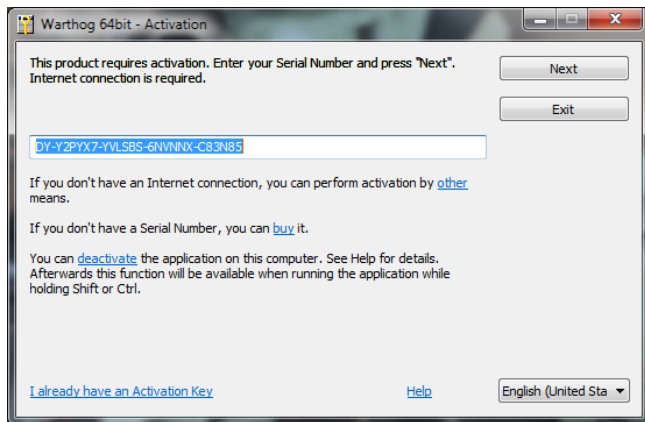 Warthog 64bit - Activation
This product requires activation. Enter your Serial Number and press "Next".
Internet connection is required.
Next
Exit
DY-Y2PYX7-YVLSBS-6NVNNX-C83N85
If you don't have an Internet connection, you can perform activation by other
means.
If you don't have a Serial Number, you can buy it.
You can deactivate the application on this computer. See Help for details.
Afterwards this function will be available when running the application while
holding Shift or Ctrl.
I already have an Activation Key
Help
English (United Sta